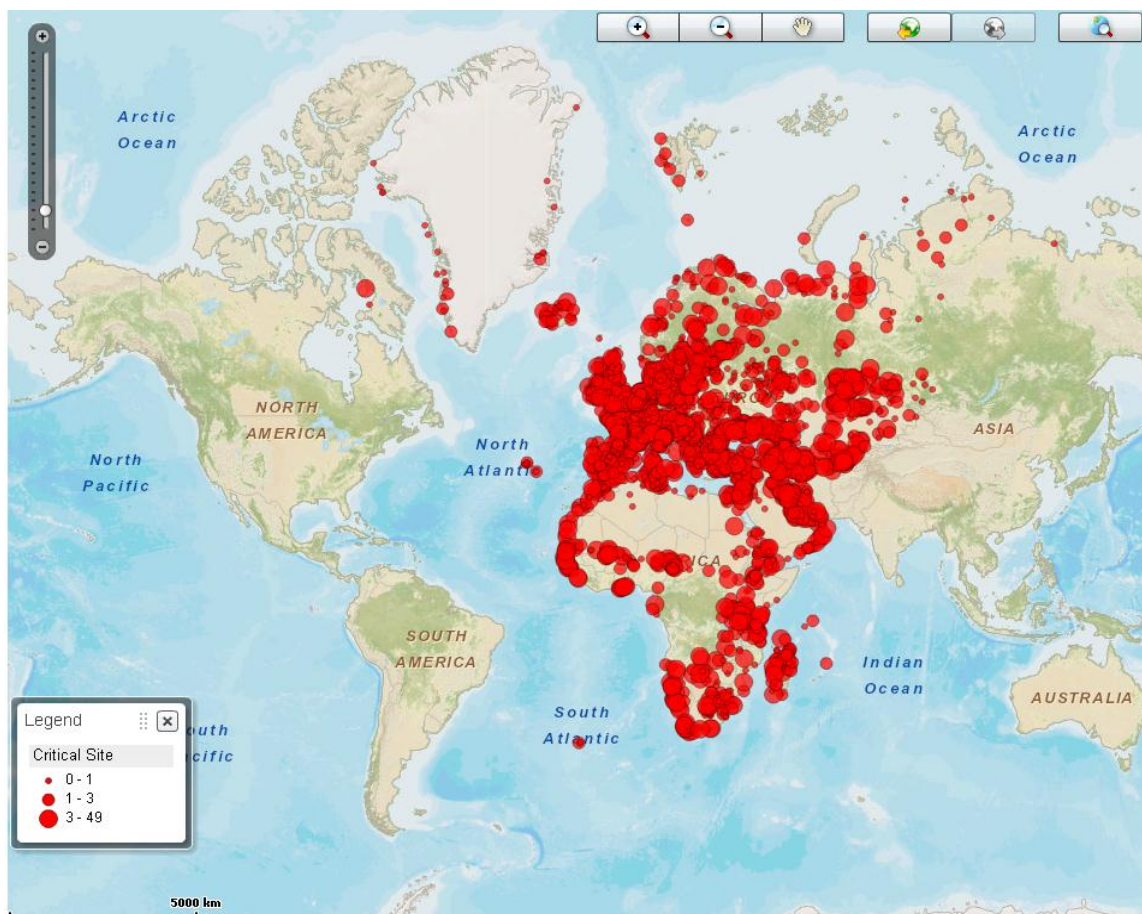 Arctic
Ocean
Arctic
Ocean
NORTH
AMERICA
ASIA
North
Pacific
North
Atlantic
SOUTH
AMERICA
Indian
Ocean
AUSTRALIA
South
Atlantic
Legend
Critical Site
0 - 1
1 - 3
3 - 49
5000 km